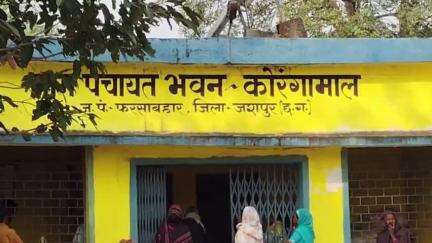 पंचायत भवन - कोरंगामाल
ज. पं. फरसाबहार, जिला-जशपुर (छ.ग.)